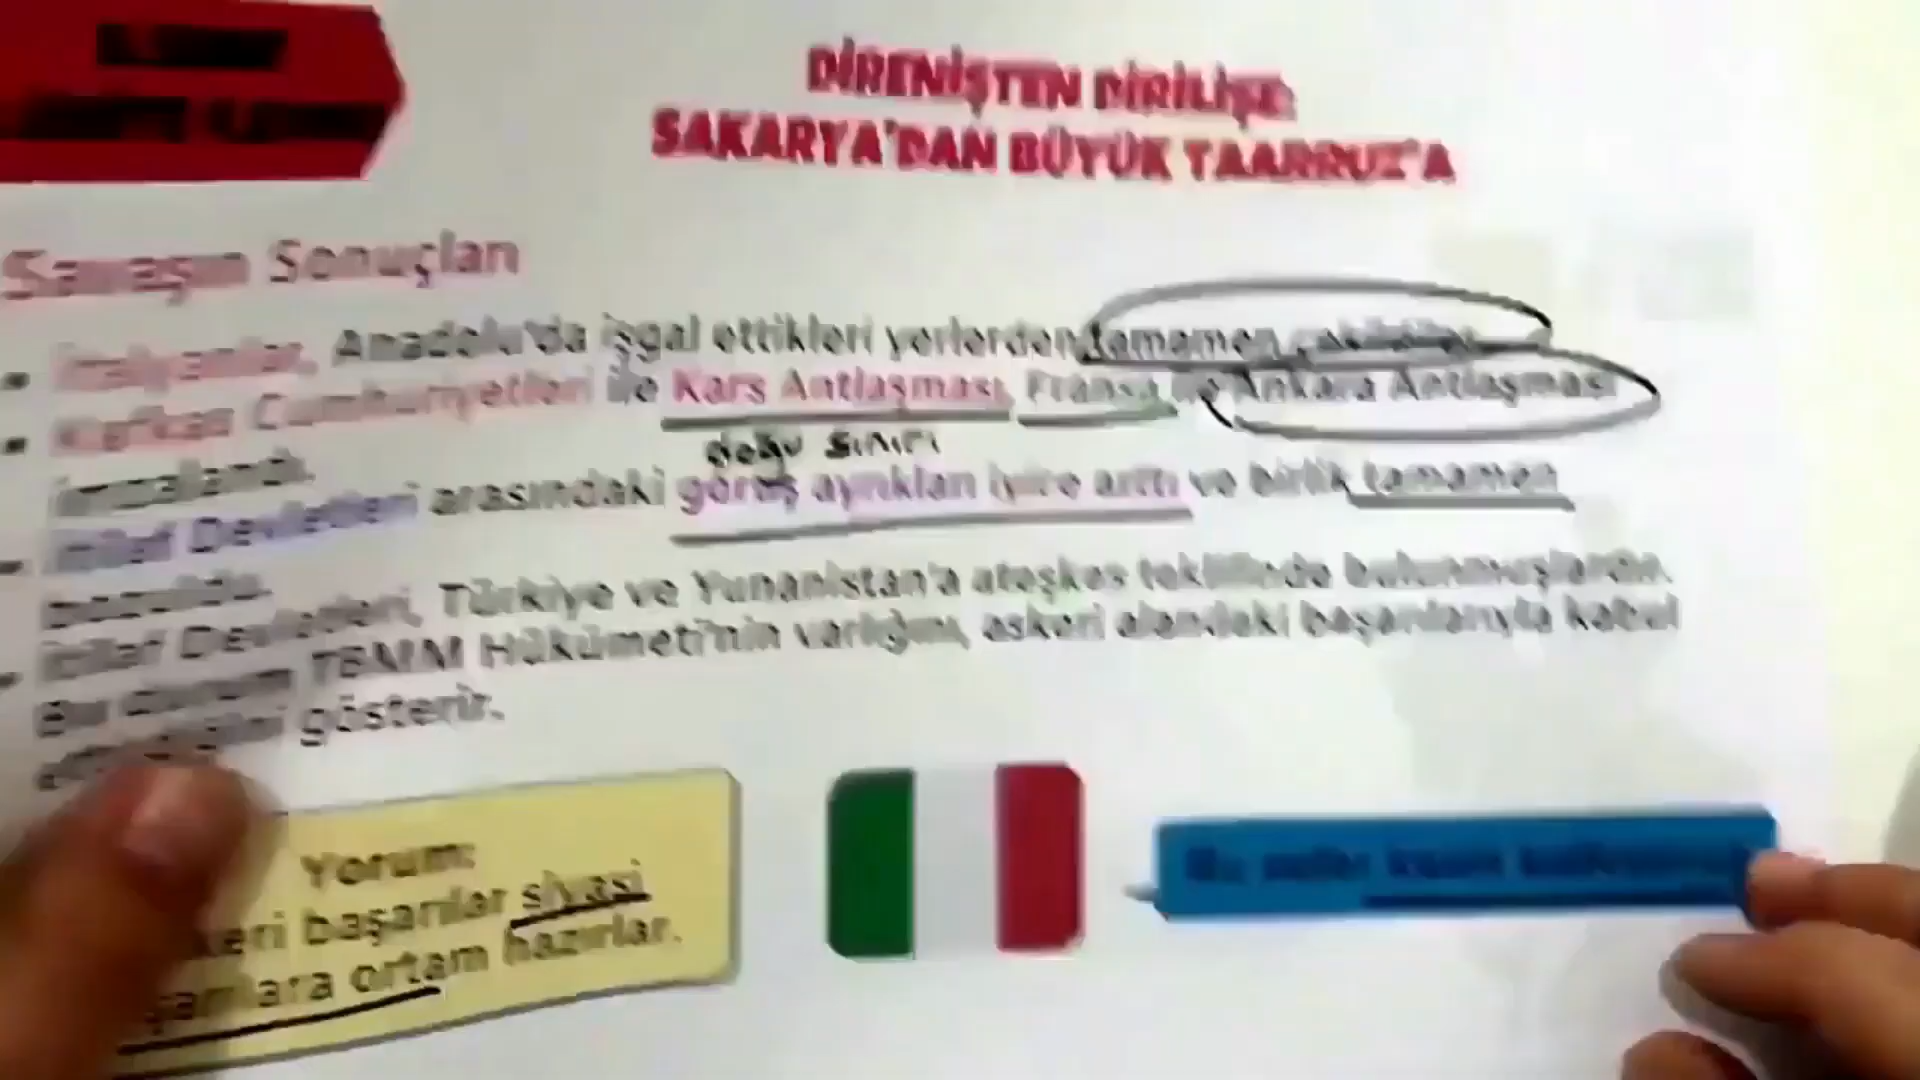 DİRENİŞTEN DİRİLİŞE:
SAKARYA'DAN BÜYÜK TAARRUZ'A
Savaşın Sonuçları
İtalyanlar, Anadolu'da işgal ettikleri yerlerden tamamen çekildiler.
Kafkas Cumhuriyetleri ile Kars Antlaşması, Fransa ile Ankara Antlaşması
imzalandı.
doğu sınırı
İtilaf Devletleri arasındaki görüş ayrılıkları iyice arttı ve birlik tamamen
bozuldu.
İtilaf Devletleri, Türkiye ve Yunanistan'a ateşkes teklifinde bulunmuşlardır.
Bu durum TBMM Hükümeti'nin varlığını, askeri alandaki başarılarıyla kabul
gösterir.
Yorum:
başarılar siyasi
ortam hazırlar.